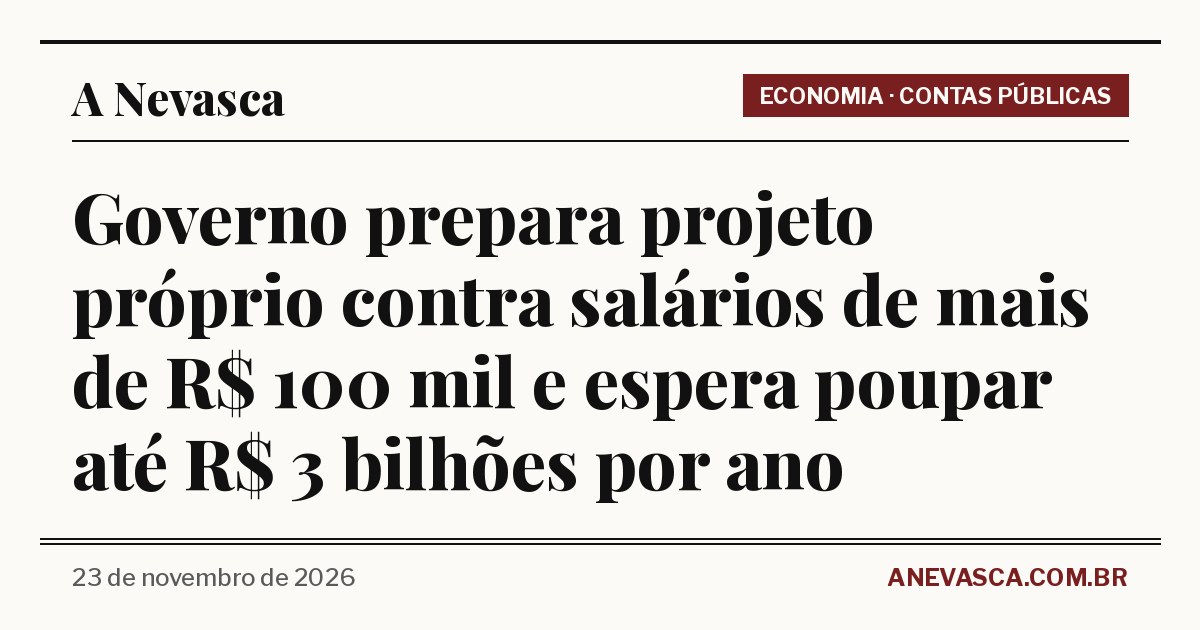 A Nevasca
ECONOMIA · CONTAS PÚBLICAS
Governo prepara projeto
próprio contra salários de mais
de R$ 100 mil e espera poupar
até R$ 3 bilhões por ano
23 de novembro de 2026
ANEVASCA.COM.BR